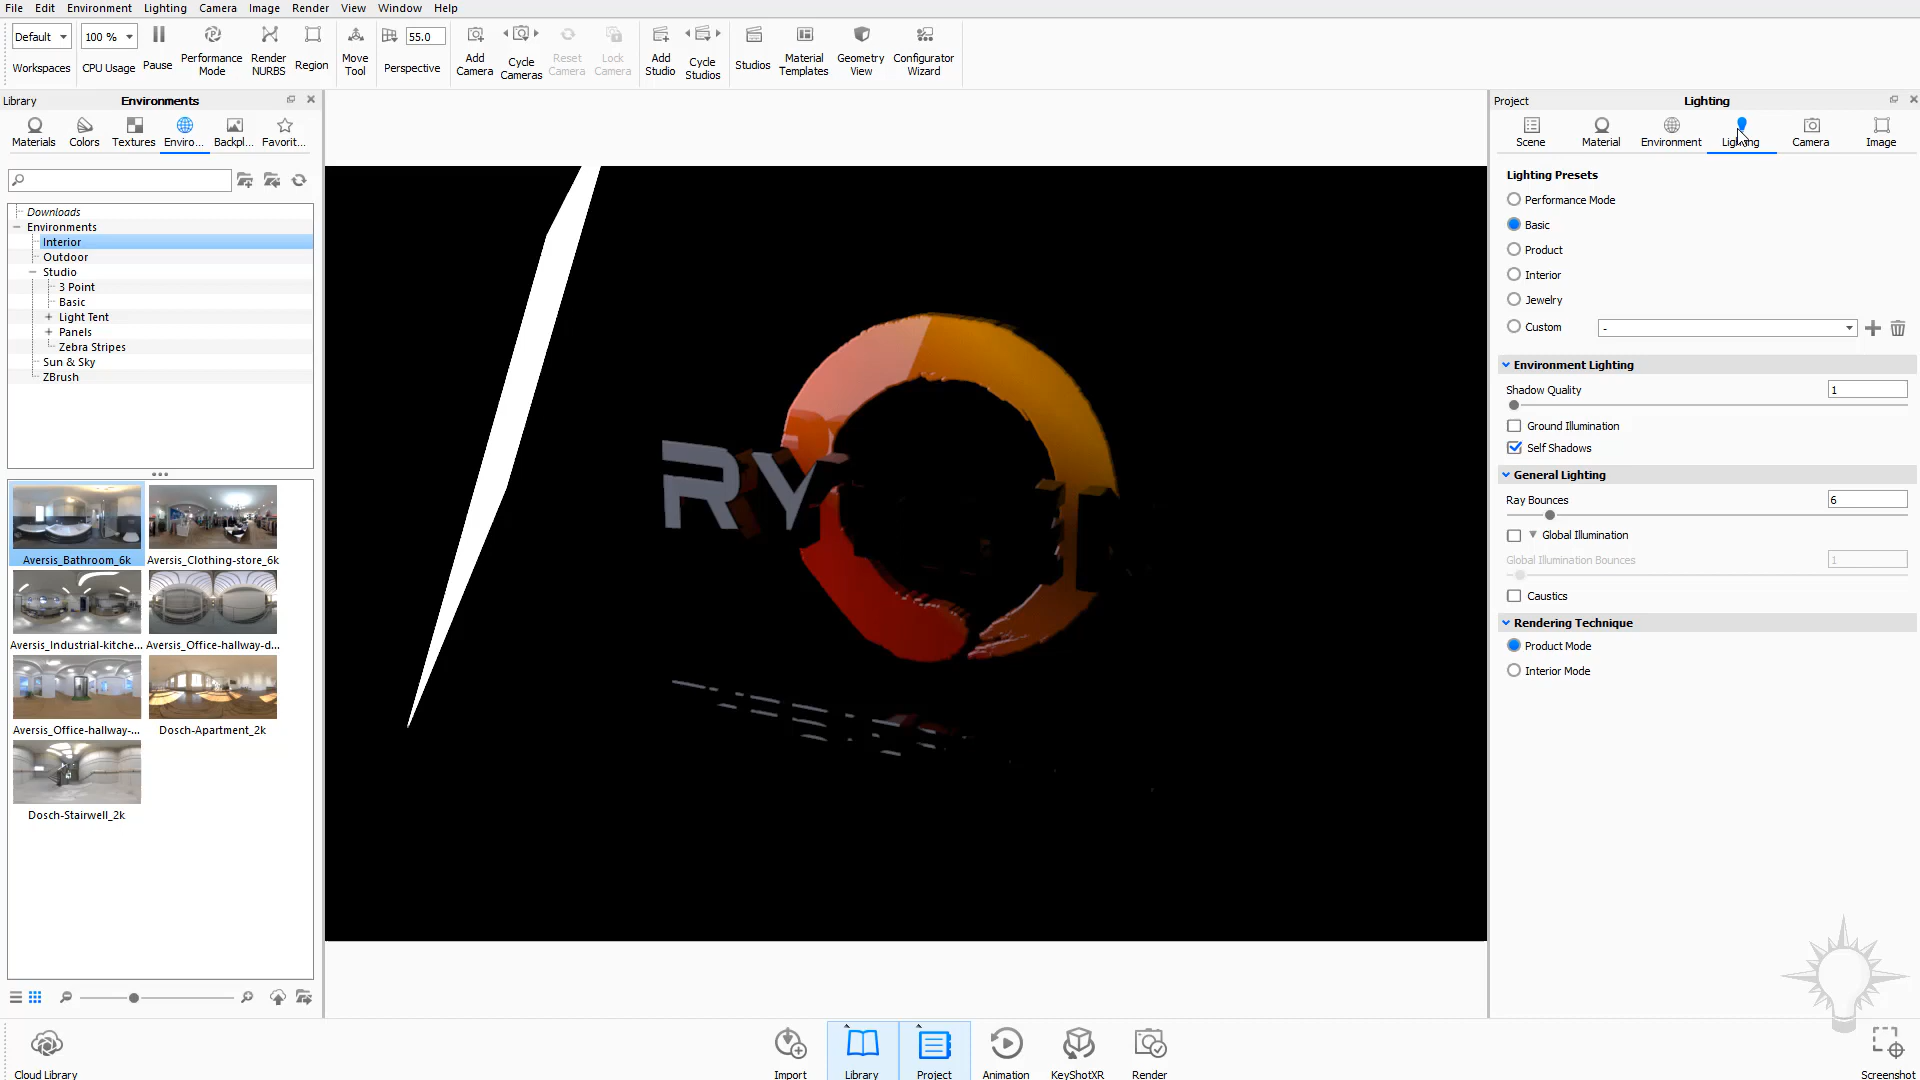 File Edit Environment Lighting Camera Image Render View Window Help
Default 100 % 55.0
Workspaces CPU Usage Pause Performance Mode Render NURBS Region Move Tool Perspective Add Camera Cycle Cameras Reset Camera Lock Camera Add Studio Cycle Studios Studios Material Templates Geometry View Configurator Wizard
Library Environments
Materials Colors Textures Enviro... Backpl... Favorit...
Downloads
Environments
Interior
Outdoor
Studio
3 Point
Basic
Light Tent
Panels
Zebra Stripes
Sun & Sky
ZBrush
Aversis_Bathroom_6k Aversis_Clothing-store_6k
Aversis_Industrial-kitche... Aversis_Office-hallway-d...
Aversis_Office-hallway-... Dosch-Apartment_2k
Dosch-Stairwell_2k
RY
Project Lighting
Scene Material Environment Lighting Camera Image
Lighting Presets
Performance Mode
Basic
Product
Interior
Jewelry
Custom -
Environment Lighting
Shadow Quality 1
Ground Illumination
Self Shadows
General Lighting
Ray Bounces 6
Global Illumination
Global Illumination Bounces 1
Caustics
Rendering Technique
Product Mode
Interior Mode
Cloud Library Import Library Project Animation KeyShotXR Render Screenshot